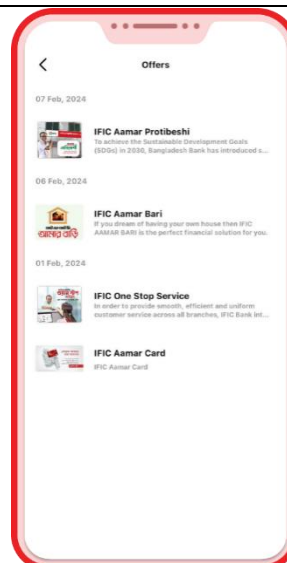 Offers
07 Feb, 2024
IFIC Aamar Protibeshi
To achieve the Sustainable Development Goals
(SDGs) in 2030, Bangladesh Bank has introduced s...
06 Feb, 2024
IFIC Aamar Bari
If you dream of having your own house then IFIC
AAMAR BARI is the perfect financial solution for you.
আমার বাড়ি
01 Feb, 2024
IFIC One Stop Service
In order to provide smooth, efficient and uniform
customer service across all branches, IFIC Bank int...
IFIC Aamar Card
IFIC Aamar Card